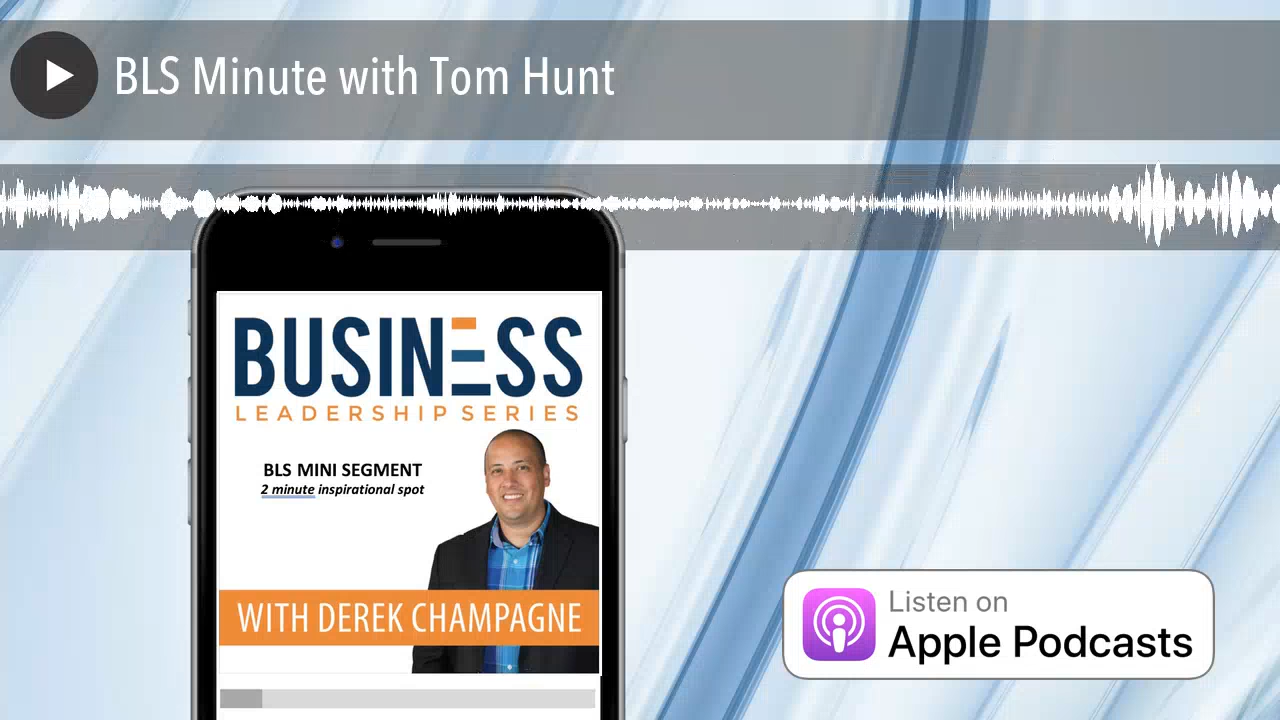 BLS Minute with Tom Hunt
BUSINESS
LEADERSHIP SERIES
BLS MINI SEGMENT
2 minute inspirational spot
WITH DEREK CHAMPAGNE
Listen on
Apple Podcasts